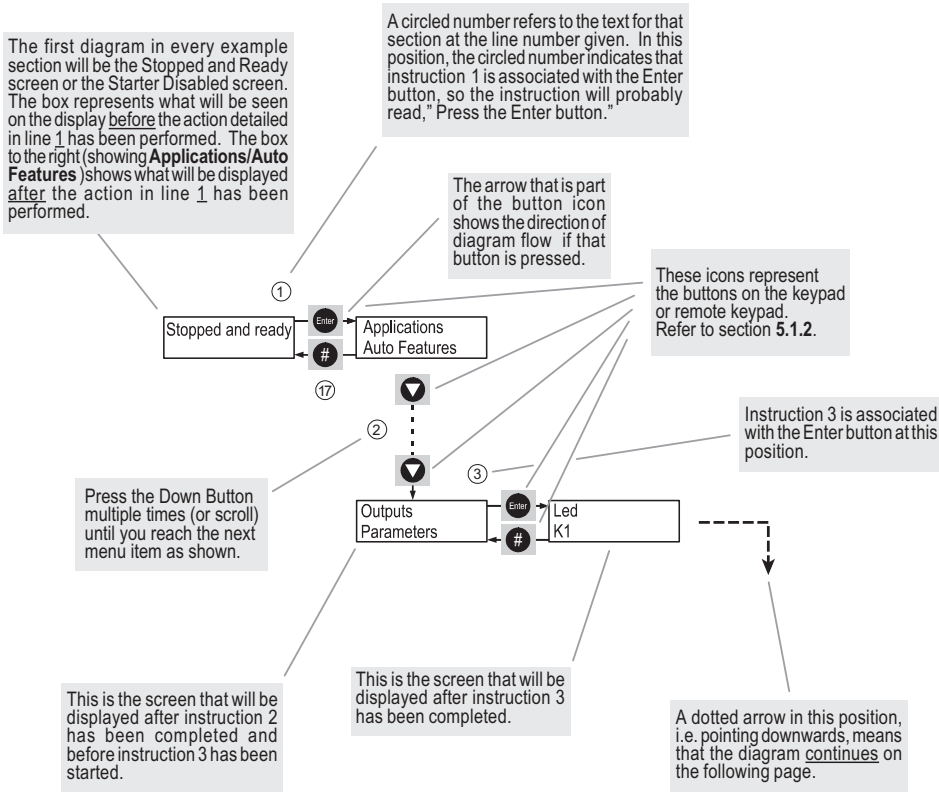 The first diagram in every example
section will be the Stopped and Ready
screen or the Starter Disabled screen.
The box represents what will be seen
on the display before the action detailed
in line 1 has been performed. The box
to the right (showing Applications/Auto
Features )shows what will be displayed
after the action in line 1 has been
performed.
A circled number refers to the text for that
section at the line number given. In this
position, the circled number indicates that
instruction 1 is associated with the Enter
button, so the instruction will probably
read,” Press the Enter button.”
The arrow that is part
of the button icon
shows the direction of
diagram flow if that
button is pressed.
These icons represent
the buttons on the keypad
or remote keypad.
Refer to section 5.1.2.
1
Stopped and ready
Enter
#
Applications
Auto Features
17
2
Instruction 3 is associated
with the Enter button at this
position.
3
Press the Down Button
multiple times (or scroll)
until you reach the next
menu item as shown.
Outputs
Parameters
Enter
#
Led
K1
This is the screen that will be
displayed after instruction 2
has been completed and
before instruction 3 has been
started.
This is the screen that will be
displayed after instruction 3
has been completed.
A dotted arrow in this position,
i.e. pointing downwards, means
that the diagram continues on
the following page.